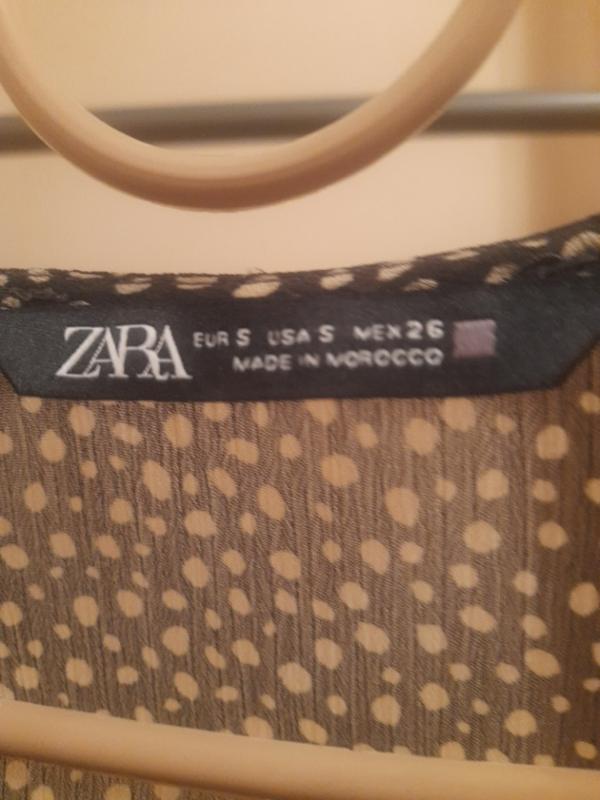 ZARA
EUR S USA S MEX 26
MADE IN MOROCCO